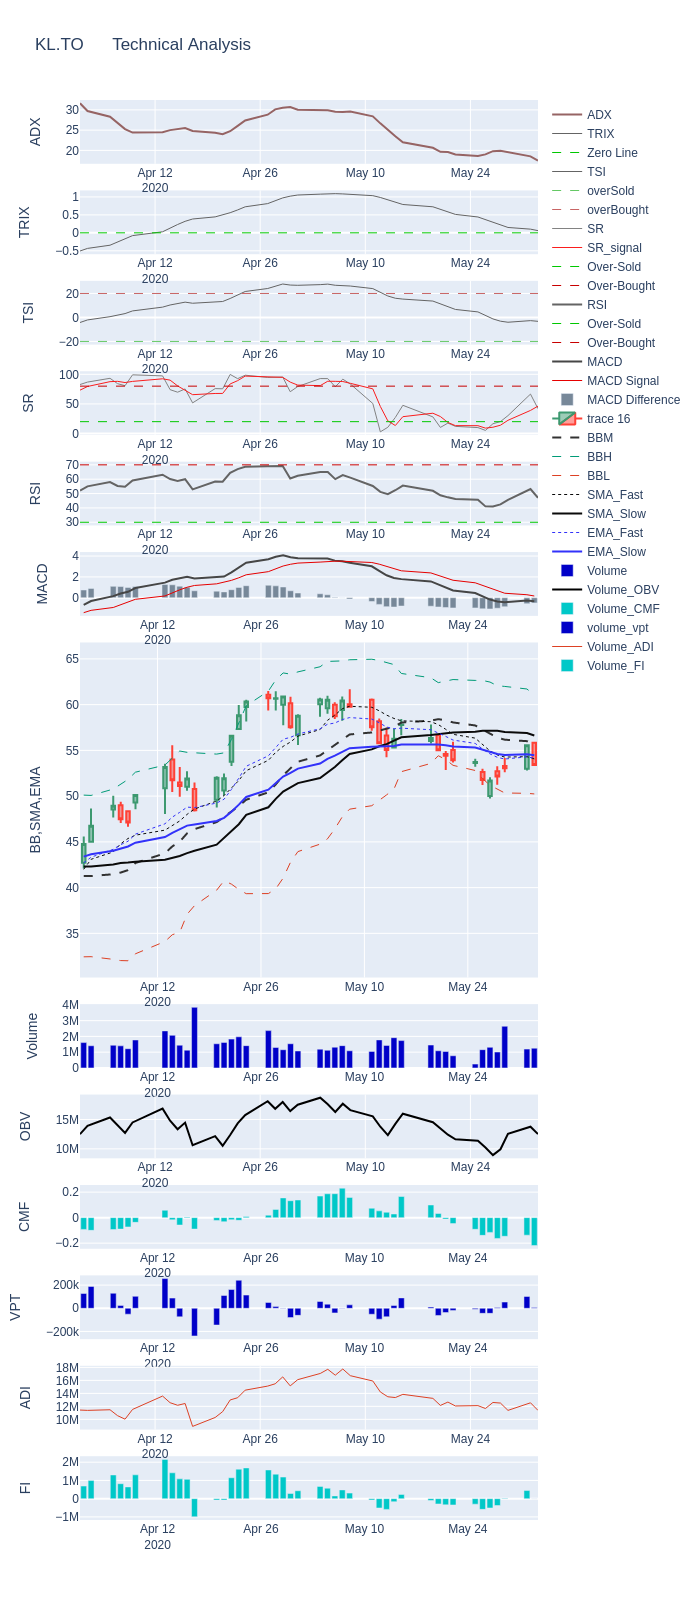 KL.TO Technical Analysis
ADX
30
25
20
Apr 12
2020
Apr 26
May 10
May 24
TRIX
1
0.5
0
−0.5
Apr 12
2020
Apr 26
May 10
May 24
TSI
20
0
−20
Apr 12
2020
Apr 26
May 10
May 24
SR
100
50
0
Apr 12
2020
Apr 26
May 10
May 24
RSI
70
60
50
40
30
Apr 12
2020
Apr 26
May 10
May 24
MACD
4
2
0
Apr 12
2020
Apr 26
May 10
May 24
BB,SMA,EMA
65
60
55
50
45
40
35
Apr 12
2020
Apr 26
May 10
May 24
Volume
4M
3M
2M
1M
0
Apr 12
2020
Apr 26
May 10
May 24
OBV
15M
10M
Apr 12
2020
Apr 26
May 10
May 24
CMF
0.2
0
−0.2
Apr 12
2020
Apr 26
May 10
May 24
VPT
200k
0
−200k
Apr 12
2020
Apr 26
May 10
May 24
ADI
18M
16M
14M
12M
10M
Apr 12
2020
Apr 26
May 10
May 24
FI
2M
1M
0
−1M
Apr 12
2020
Apr 26
May 10
May 24
ADX
TRIX
Zero Line
TSI
overSold
overBought
SR
SR_signal
Over-Sold
Over-Bought
RSI
Over-Sold
Over-Bought
MACD
MACD Signal
MACD Difference
trace 16
BBM
BBH
BBL
SMA_Fast
SMA_Slow
EMA_Fast
EMA_Slow
Volume
Volume_OBV
Volume_CMF
volume_vpt
Volume_ADI
Volume_FI